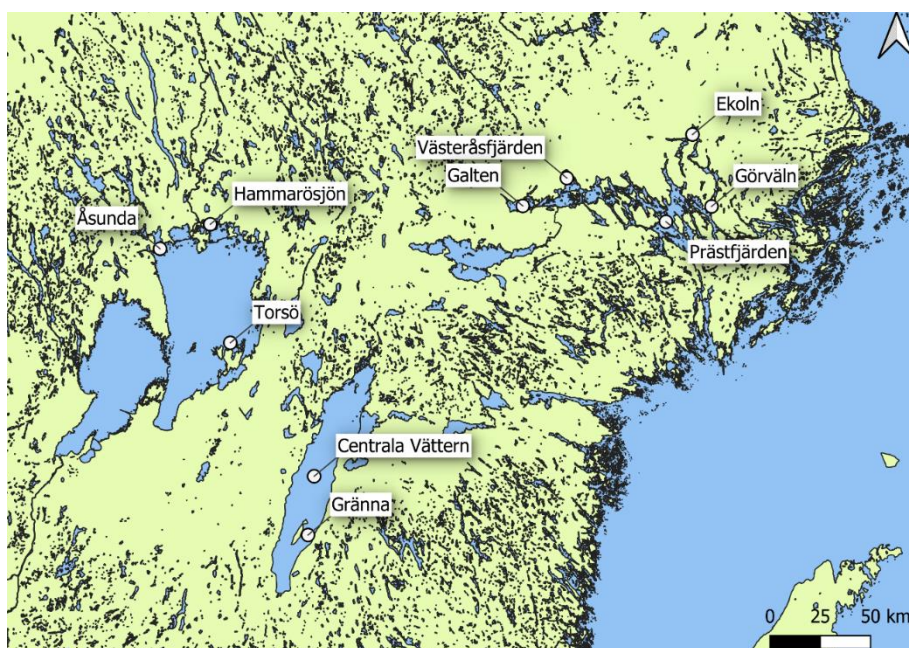 Ekoln
Västeråsfjärden
Galten
Görväln
Hammarösjön
Åsunda
Prästfjärden
Torsö
Centrala Vättern
Gränna
0 25 50 km